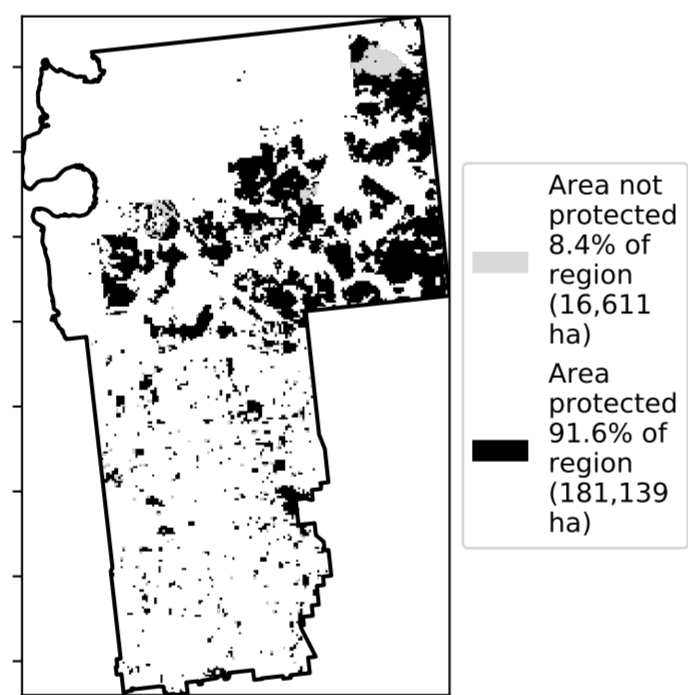 Area not
protected
8.4% of
region
(16,611
ha)
Area
protected
91.6% of
region
(181,139
ha)